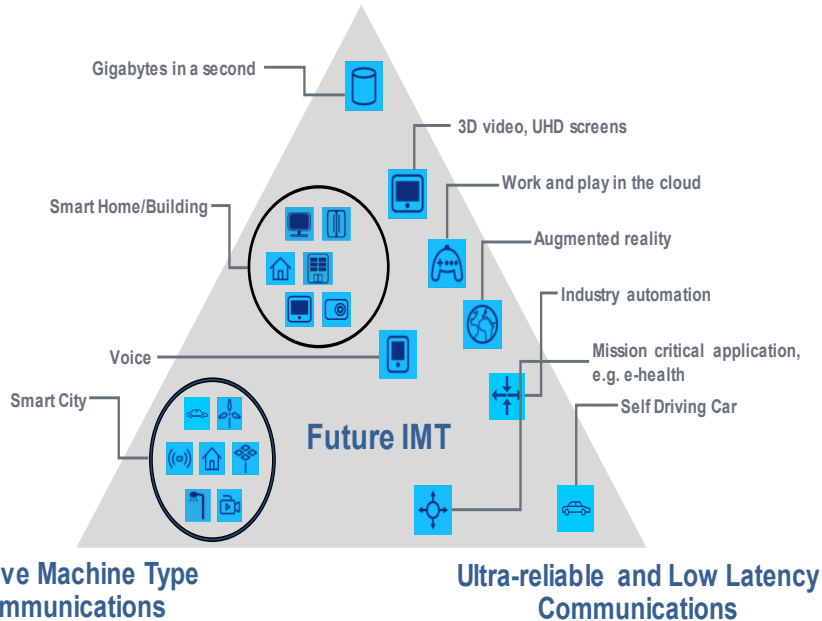 Gigabytes in a second
3D video, UHD screens
Work and play in the cloud
Smart Home/Building
Augmented reality
Industry automation
Voice
Mission critical application,
e.g. e-health
Smart City
Self Driving Car
Future IMT
Machine Type
Ultra-reliable and Low Latency
Communications